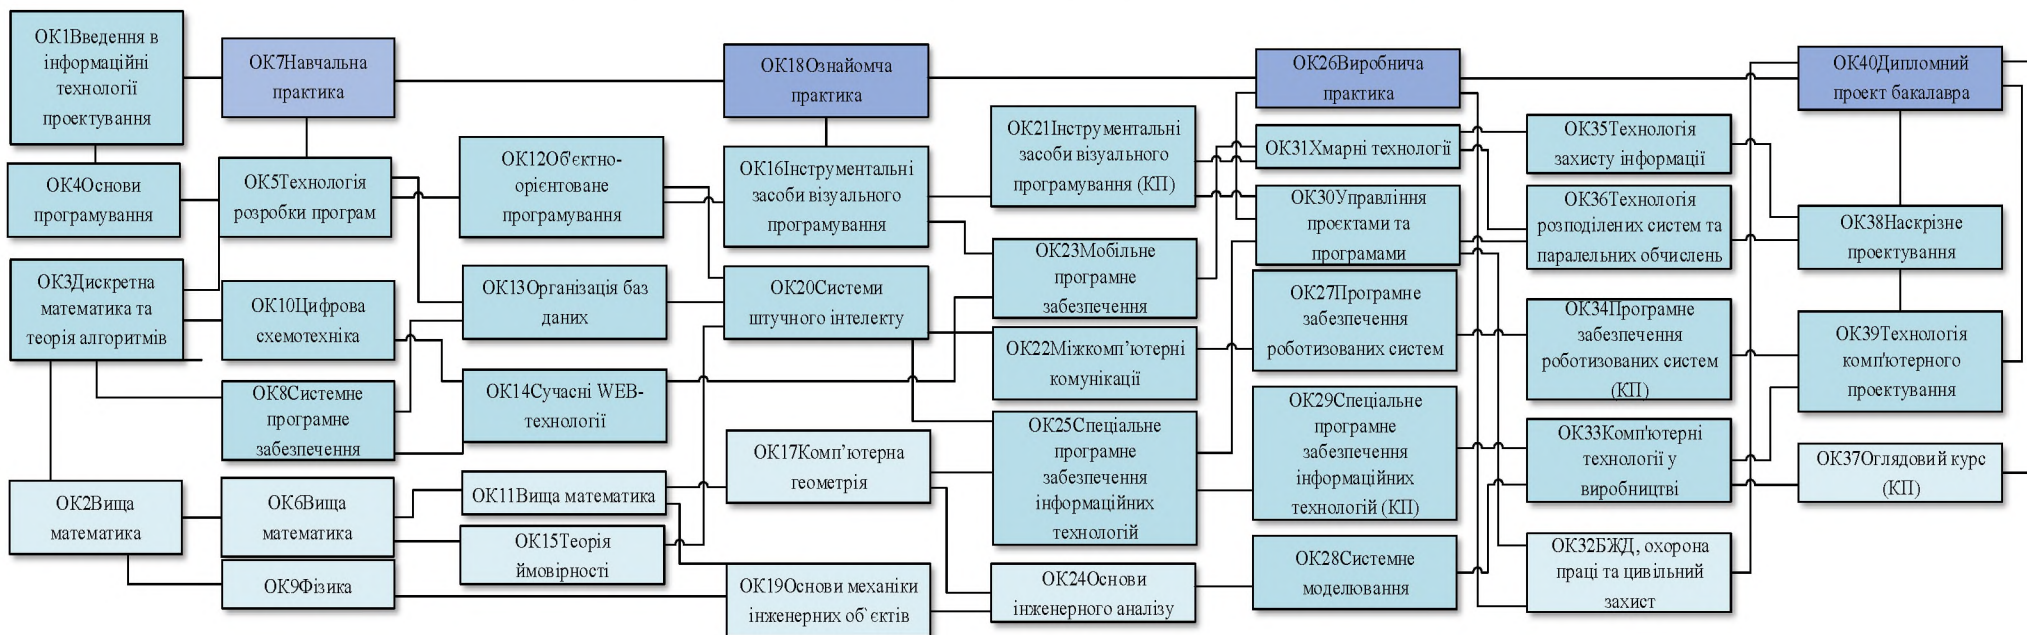 ОК1Введення в
інформаційні
технології
проектування
ОК4Основи
програмування
ОК3Дискретна
математика та
теорія алгоритмів
ОК2Вища
математика
ОК7Навчальна
практика
ОК5Технологія
розробки програм
ОК10Цифрова
схемотехніка
ОК8Системне
програмне
забезпечення
ОК6Вища
математика
ОК9Фізика
ОК12Об'єктно-
орієнтоване
програмування
ОК13Організація баз
даних
ОК14Сучасні WEB-
технології
ОК11Вища математика
ОК15Теорія
ймовірності
ОК18Ознайомча
практика
ОК16Інструментальні
засоби візуального
програмування
ОК20Системи
штучного інтелекту
ОК17Комп’ютерна
геометрія
ОК19Основи механіки
інженерних об`єктів
ОК21Інструментальні
засоби візуального
програмування (КП)
ОК23Мобільне
програмне
забезпечення
ОК22Міжкомп’ютерні
комунікації
ОК25Спеціальне
програмне
забезпечення
інформаційних
технологій
ОК24Основи
інженерного аналізу
ОК26Виробнича
практика
ОК31Хмарні технології
ОК30Управління
проєктами та
програмами
ОК27Програмне
забезпечення
роботизованих систем
ОК29Спеціальне
програмне
забезпечення
інформаційних
технологій (КП)
ОК28Системне
моделювання
ОК35Технологія
захисту інформації
ОК36Технологія
розподілених систем та
паралельних обчислень
ОК34Програмне
забезпечення
роботизованих систем
(КП)
ОК33Комп'ютерні
технології у
виробництві
ОК32БЖД, охорона
праці та цивільний
захист
ОК40Дипломний
проект бакалавра
ОК38Наскрізне
проектування
ОК39Технологія
комп'ютерного
проектування
ОК37Оглядовий курс
(КП)